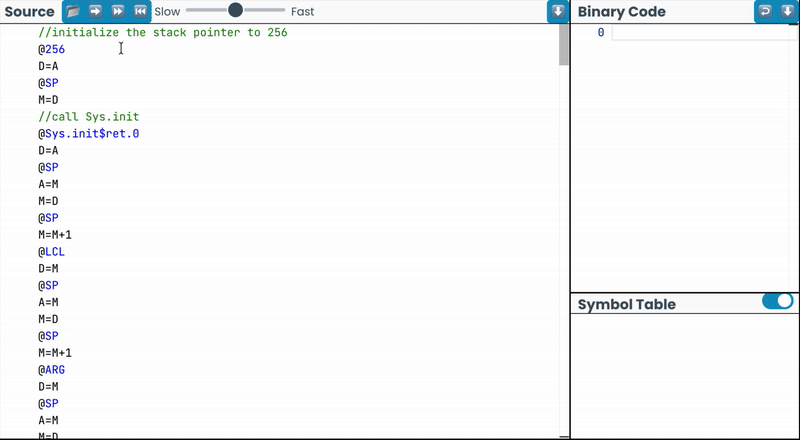 Source
Slow
Fast
//initialize the stack pointer to 256
@256
D=A
@SP
M=D
//call Sys.init
@Sys.init$ret.0
D=A
@SP
A=M
M=D
@SP
M=M+1
@LCL
D=M
@SP
A=M
M=D
@SP
M=M+1
@ARG
D=M
@SP
A=M
M=D
Binary Code
0
Symbol Table